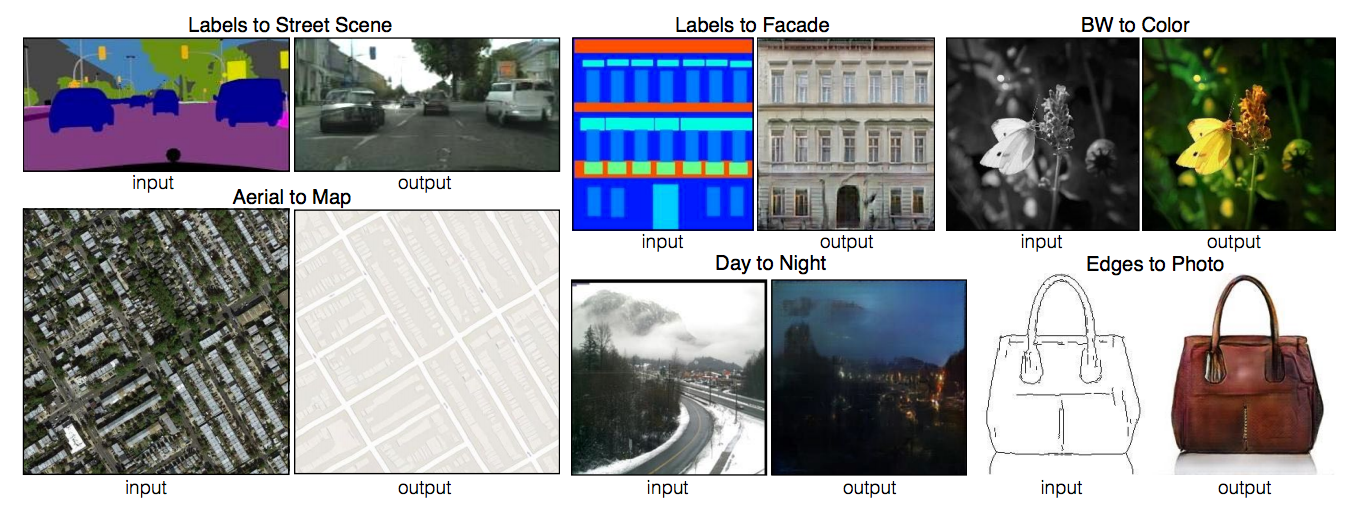 Labels to Street Scene
input
output
Aerial to Map
input
output
Labels to Facade
input
output
Day to Night
input
output
BW to Color
input
output
Edges to Photo
input
output